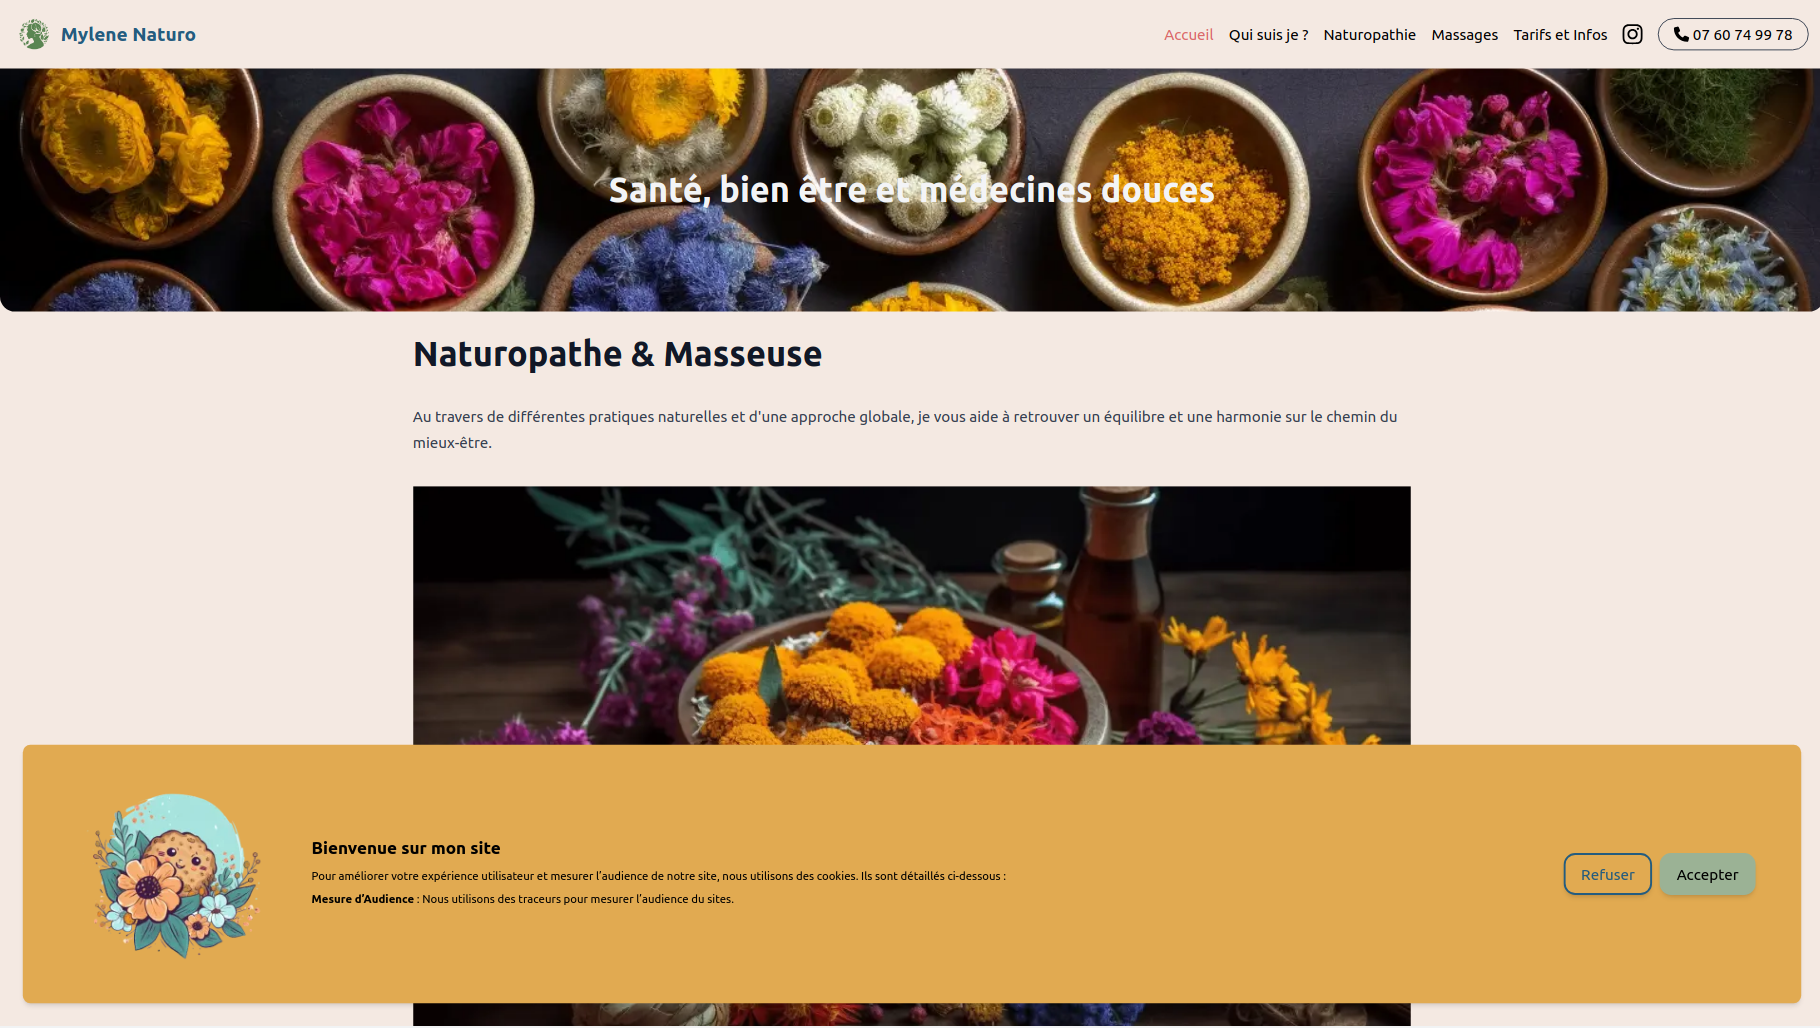 Mylene Naturo
Accueil Qui suis je ? Naturopathie Massages Tarifs et Infos 07 60 74 99 78
Santé, bien être et médecines douces
Naturopathe & Masseuse
Au travers de différentes pratiques naturelles et d'une approche globale, je vous aide à retrouver un équilibre et une harmonie sur le chemin du
mieux-être.
Bienvenue sur mon site
Pour améliorer votre expérience utilisateur et mesurer l’audience de notre site, nous utilisons des cookies. Ils sont détaillés ci-dessous :
Mesure d’Audience : Nous utilisons des traceurs pour mesurer l’audience du sites.
Refuser Accepter